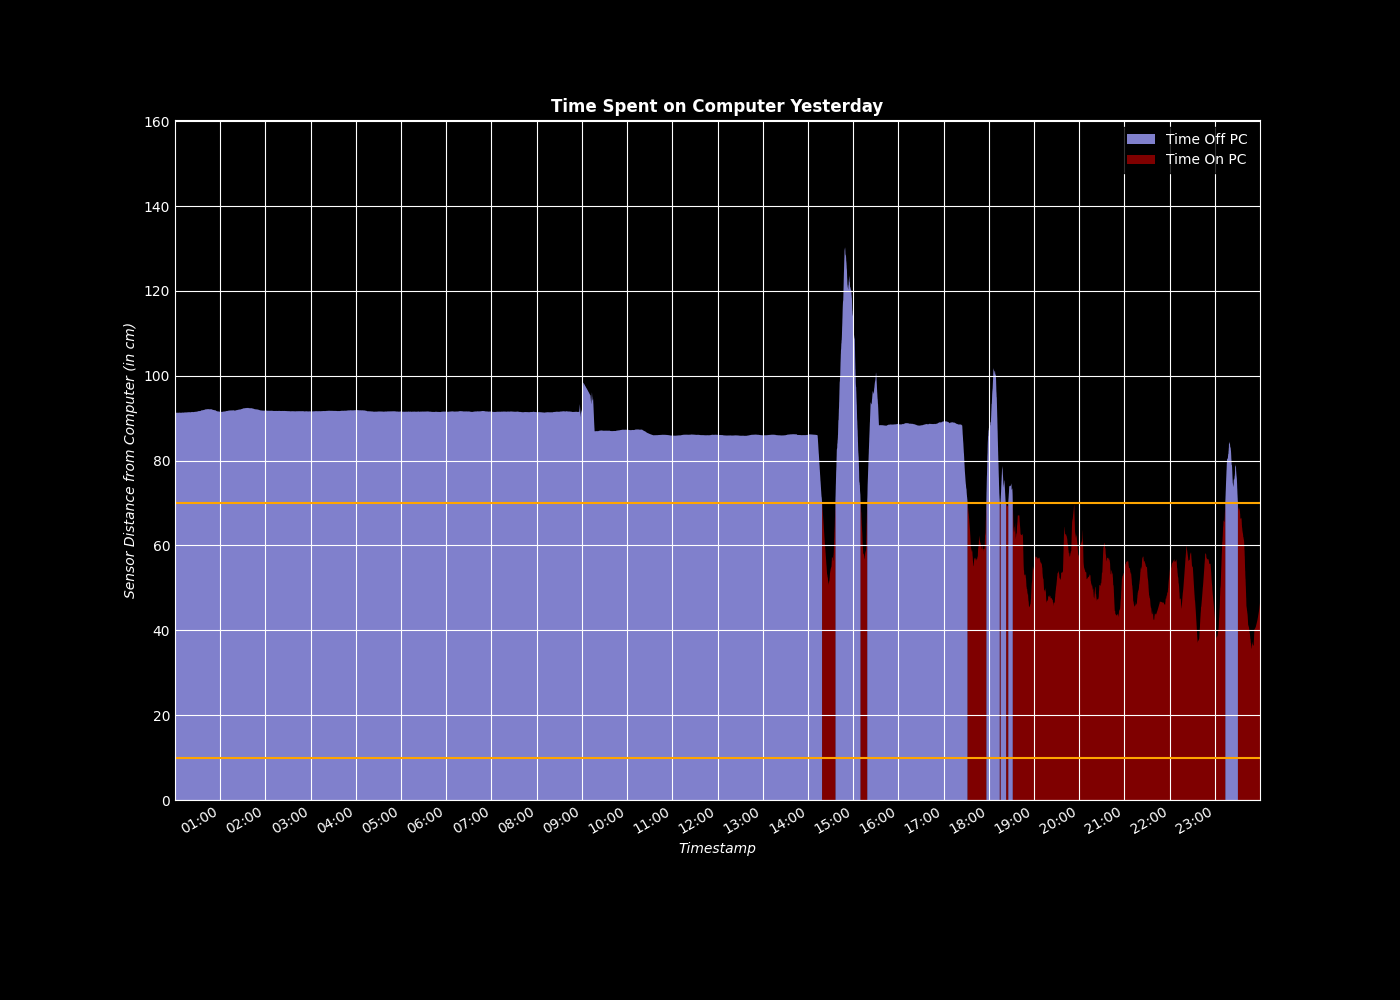 Time Spent on Computer Yesterday
160
Time Off PC
Time On PC
140
120
100
80
60
40
20
0
Sensor Distance from Computer (in cm)
01:00 02:00 03:00 04:00 05:00 06:00 07:00 08:00 09:00 10:00 11:00 12:00 13:00 14:00 15:00 16:00 17:00 18:00 19:00 20:00 21:00 22:00 23:00
Timestamp